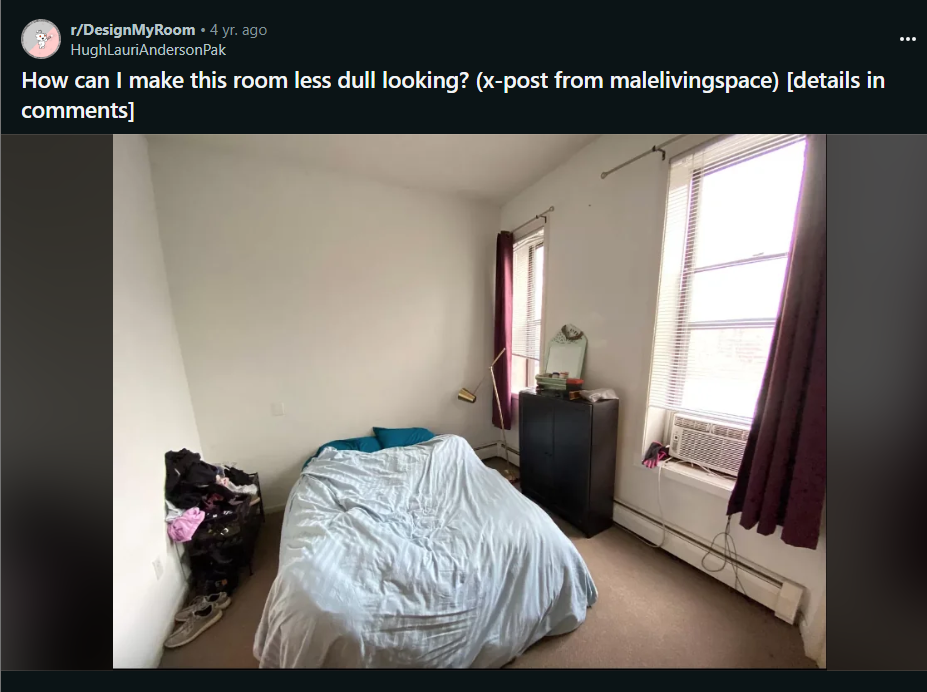 r/DesignMyRoom • 4 yr. ago
HughLauriAndersonPak
How can I make this room less dull looking? (x-post from malelivingspace) [details in
comments]